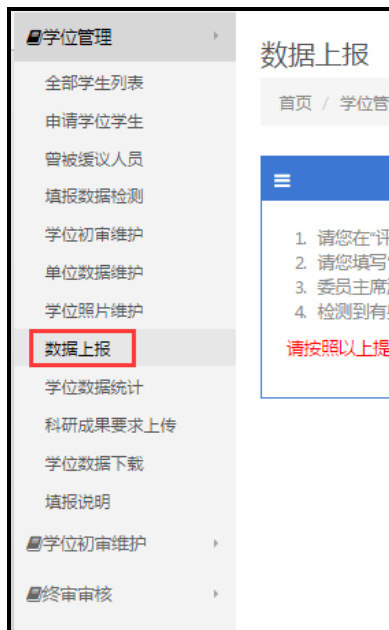 学位管理
全部学生列表
申请学位学生
曾被缓议人员
填报数据检测
学位初审维护
单位数据维护
学位照片维护
数据上报
学位数据统计
科研成果要求上传
学位数据下载
填报说明
学位初审维护
终审审核
数据上报
首页 / 学位管
1. 请您在“评
2. 请您填写“
3. 委员主席
4. 检测到有
请按照以上提